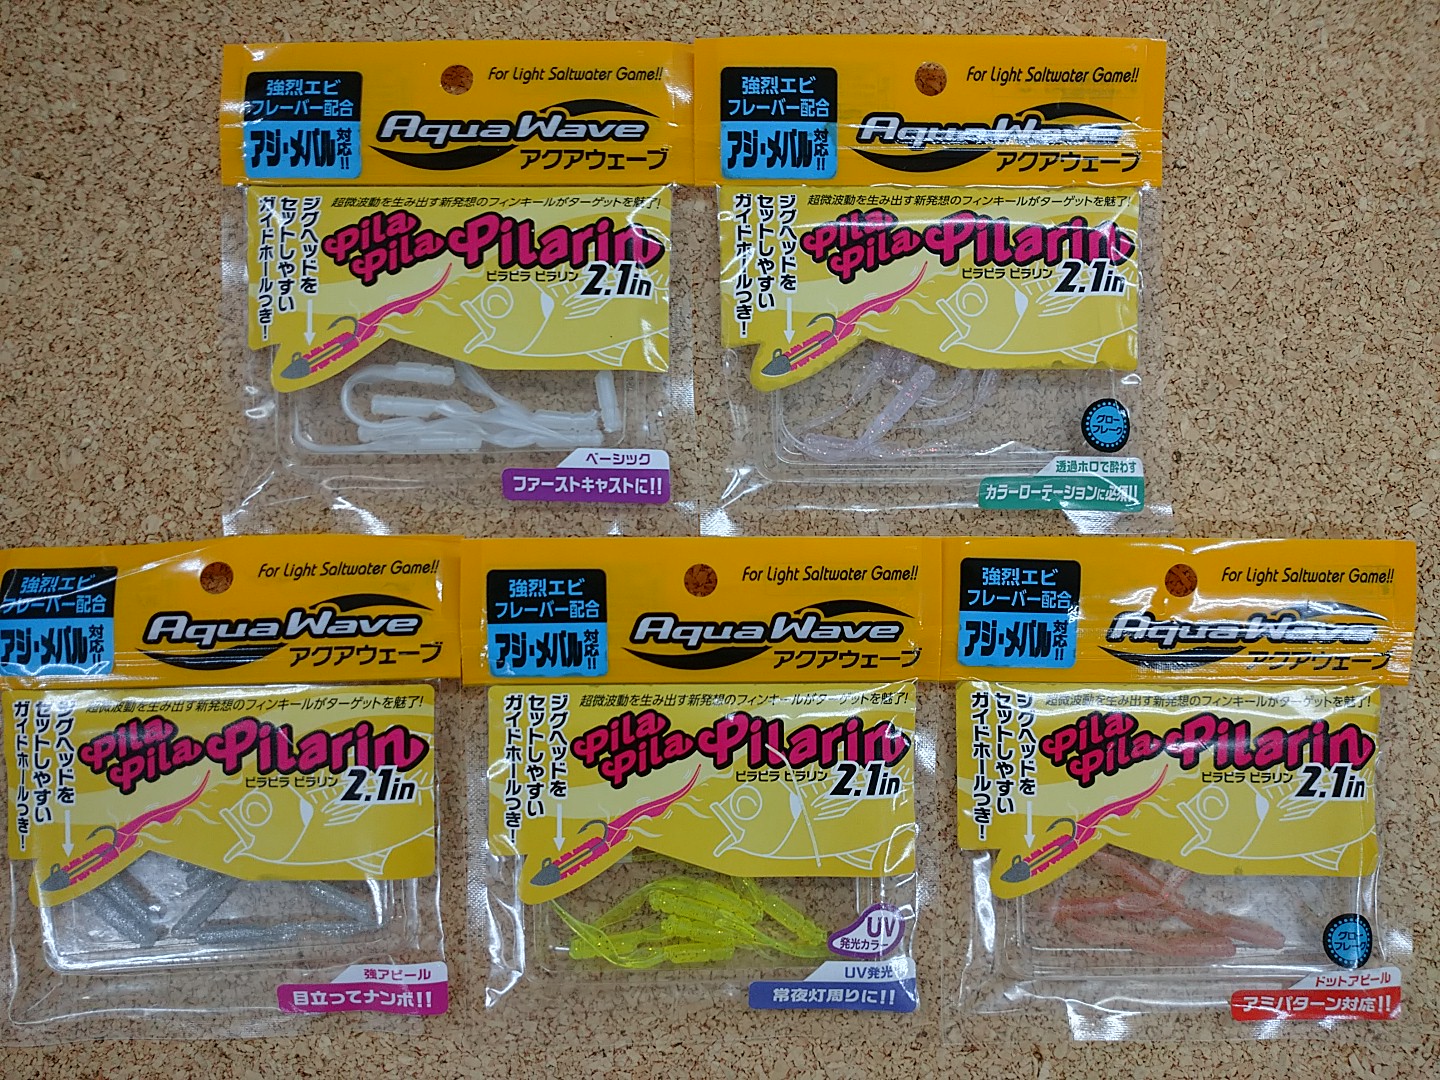 強烈エビ
フレーバー配合
アジ・メバル対応!!
For Light Saltwater Game!!
Aqua Wave
アクアウェーブ
超微波動を生み出す新発想のフィンキールがターゲットを魅了!
ジグヘッドを
セットしやすい
ガイドホールつき!
Pila Pila Pilarin
ピラピラ ピラリン
2.1in
ベーシック
ファーストキャストに!!
強烈エビ
フレーバー配合
アジ・メバル対応!!
For Light Saltwater Game!!
Aqua Wave
アクアウェーブ
超微波動を生み出す新発想のフィンキールがターゲットを魅了!
ジグヘッドを
セットしやすい
ガイドホールつき!
Pila Pila Pilarin
ピラピラ ピラリン
2.1in
グロー
フレーク
透過ホロで酔わす
カラーローテーションに必須!!
強烈エビ
フレーバー配合
アジ・メバル対応!!
For Light Saltwater Game!!
Aqua Wave
アクアウェーブ
超微波動を生み出す新発想のフィンキールがターゲットを魅了!
ジグヘッドを
セットしやすい
ガイドホールつき!
Pila Pila Pilarin
ピラピラ ピラリン
2.1in
強アピール
目立ってナンボ!!
強烈エビ
フレーバー配合
アジ・メバル対応!!
For Light Saltwater Game!!
Aqua Wave
アクアウェーブ
超微波動を生み出す新発想のフィンキールがターゲットを魅了!
ジグヘッドを
セットしやすい
ガイドホールつき!
Pila Pila Pilarin
ピラピラ ピラリン
2.1in
UV
発光カラー
UV発光
常夜灯周りに!!
強烈エビ
フレーバー配合
アジ・メバル対応!!
For Light Saltwater Game!!
Aqua Wave
アクアウェーブ
超微波動を生み出す新発想のフィンキールがターゲットを魅了!
ジグヘッドを
セットしやすい
ガイドホールつき!
Pila Pila Pilarin
ピラピラ ピラリン
2.1in
グロー
フレーク
ドットアピール
アミパターン対応!!